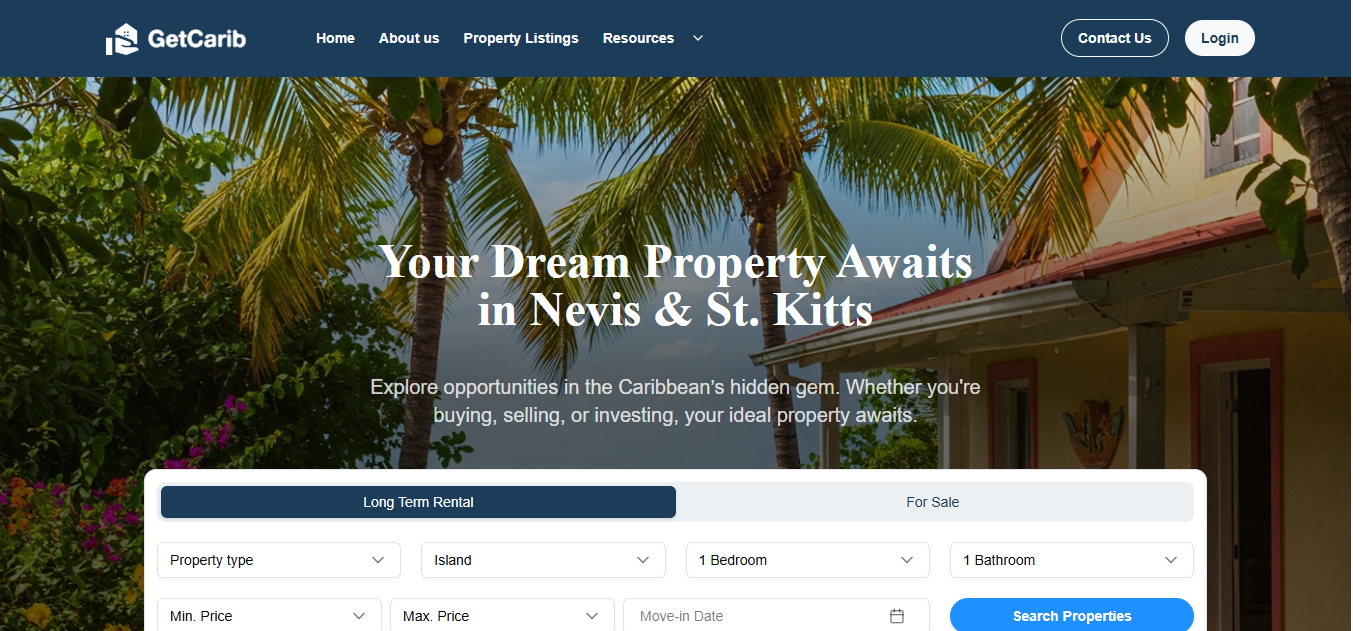 GetCarib
Home
About us
Property Listings
Resources
Contact Us
Login
Your Dream Property Awaits
in Nevis & St. Kitts
Explore opportunities in the Caribbean’s hidden gem. Whether you're
buying, selling, or investing, your ideal property awaits.
Long Term Rental
For Sale
Property type
Island
1 Bedroom
1 Bathroom
Min. Price
Max. Price
Move-in Date
Search Properties